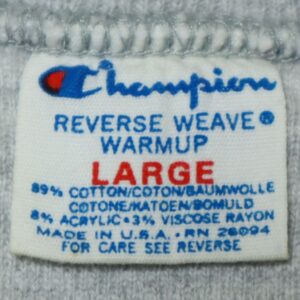 Champion
REVERSE WEAVE®
WARMUP
LARGE
89% COTTON/COTON/BAUMWOLLE
COTONE/KATOEN/BOMULD
8% ACRYLIC•3% VISCOSE RAYON
MADE IN U.S.A.•RN 26094
FOR CARE SEE REVERSE